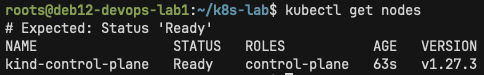 roots@deb12-devops-lab1:~/k8s-lab$ kubectl get nodes
# Expected: Status 'Ready'
NAME STATUS ROLES AGE VERSION
kind-control-plane Ready control-plane 63s v1.27.3